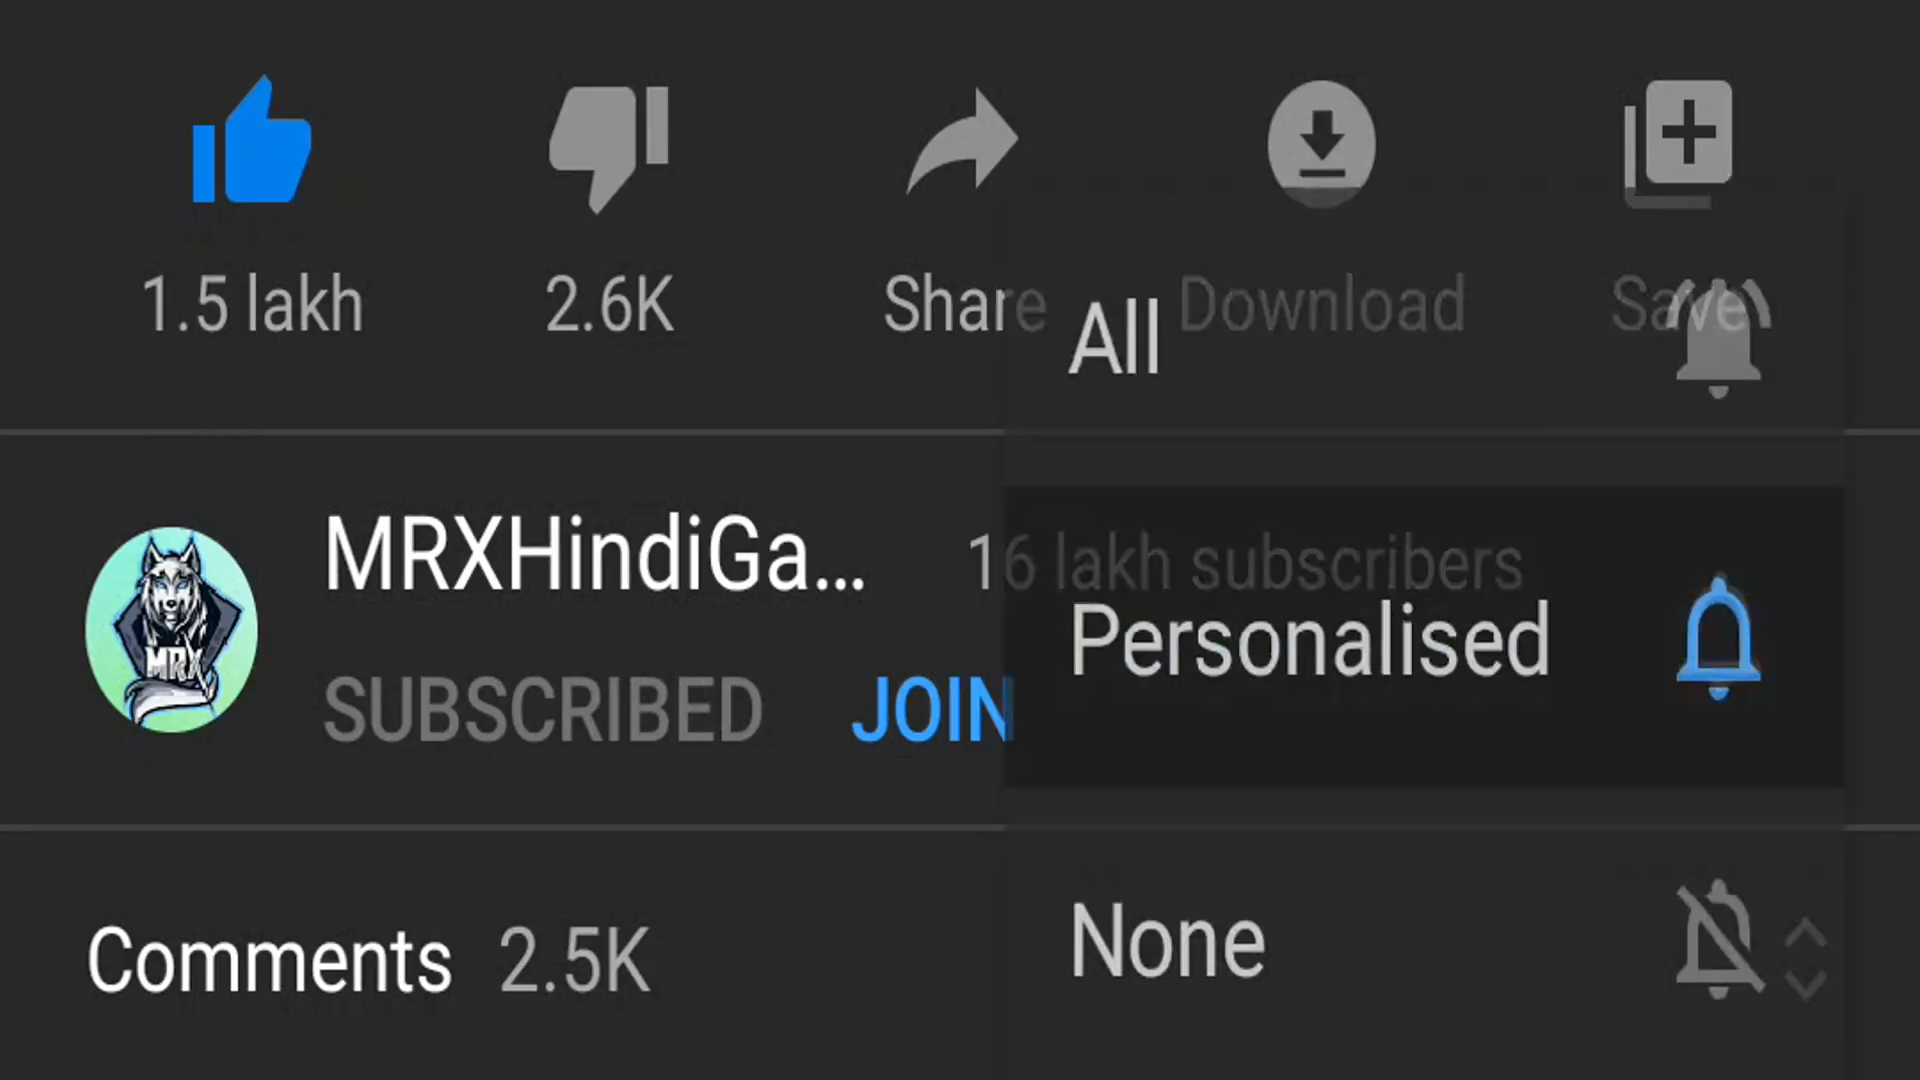 1.5 lakh 2.6K Share Download Save
All
MRXHindiGa... 16 lakh subscribers
Personalised
MRX
SUBSCRIBED JOIN
Comments 2.5K
None